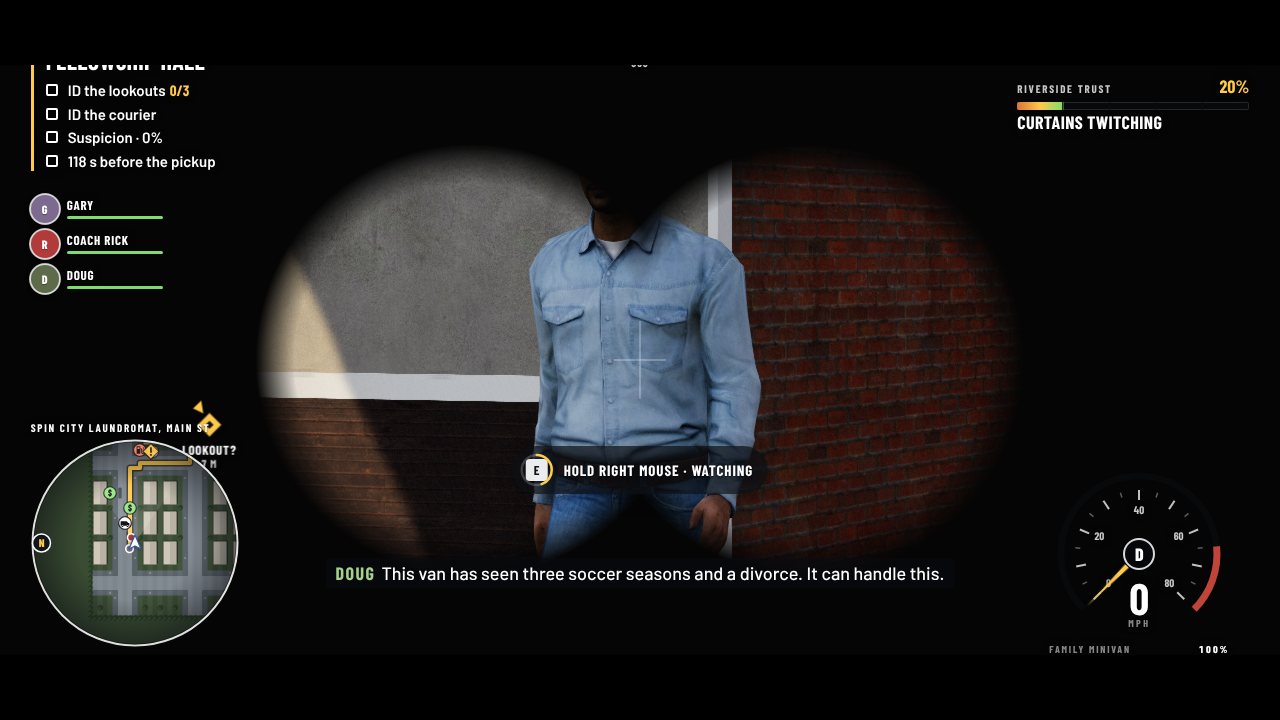 FELLOWSHIP HALL
ID the lookouts 0/3
ID the courier
Suspicion · 0%
118 s before the pickup
G GARY
R COACH RICK
D DOUG
RIVERSIDE TRUST 20%
CURTAINS TWITCHING
SPIN CITY LAUNDROMAT, MAIN ST
LOOKOUT?
7 M
N
$
$
!
E HOLD RIGHT MOUSE · WATCHING
DOUG This van has seen three soccer seasons and a divorce. It can handle this.
0 20 40 60 80
D
0
MPH
FAMILY MINIVAN 100%